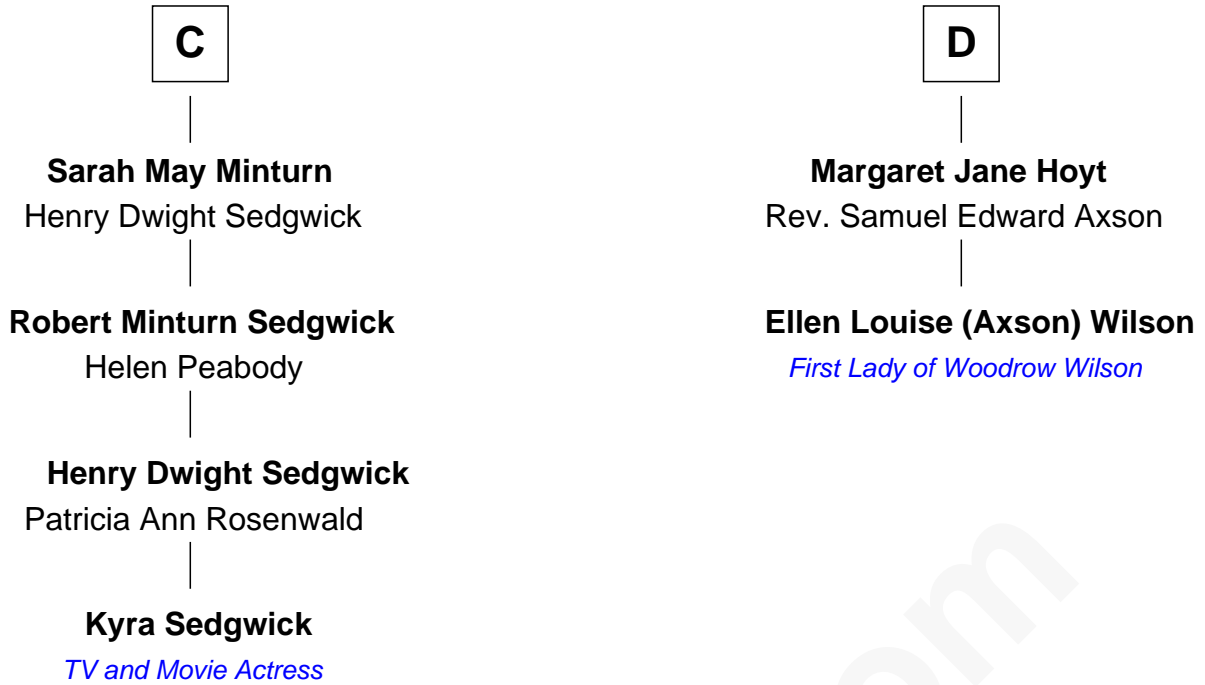 C
Sarah May Minturn
Henry Dwight Sedgwick
Robert Minturn Sedgwick
Helen Peabody
Henry Dwight Sedgwick
Patricia Ann Rosenwald
Kyra Sedgwick
TV and Movie Actress
D
Margaret Jane Hoyt
Rev. Samuel Edward Axson
Ellen Louise (Axson) Wilson
First Lady of Woodrow Wilson
om